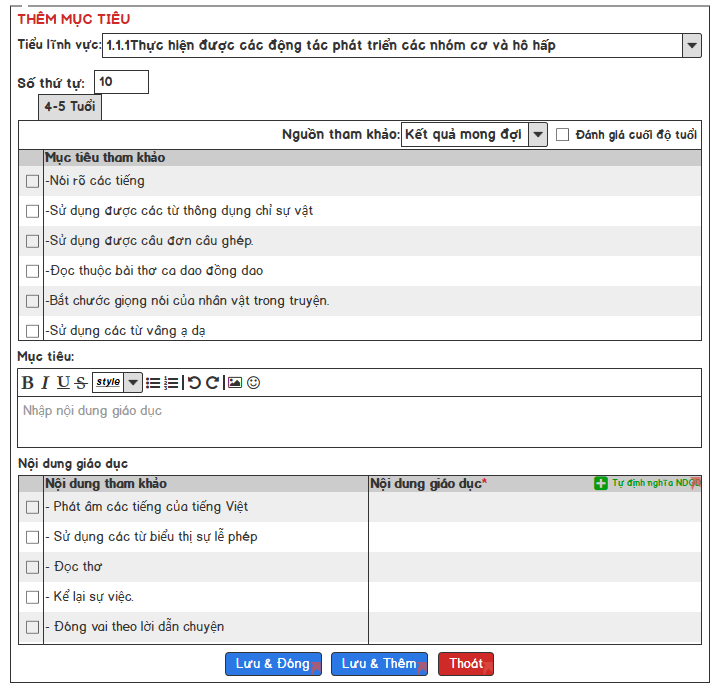 THÊM MỤC TIÊU
Tiểu lĩnh vực: 1.1.1Thực hiện được các động tác phát triển các nhóm cơ và hô hấp
Số thứ tự: 10
4-5 Tuổi
Nguồn tham khảo: Kết quả mong đợi Đánh giá cuối độ tuổi
Mục tiêu tham khảo
-Nói rõ các tiếng
-Sử dụng được các từ thông dụng chỉ sự vật
-Sử dụng được câu đơn câu ghép.
-Đọc thuộc bài thơ ca dao đồng dao
-Bắt chước giọng nói của nhân vật trong truyện.
-Sử dụng các từ vâng ạ dạ
Mục tiêu:
B I U S style
Nhập nội dung giáo dục
Nội dung giáo dục
Nội dung tham khảo Nội dung giáo dục* Tự định nghĩa NDGD
- Phát âm các tiếng của tiếng Việt
- Sử dụng các từ biểu thị sự lễ phép
- Đọc thơ
- Kể lại sự việc.
- Đóng vai theo lời dẫn chuyện
Lưu & Đóng Lưu & Thêm Thoát